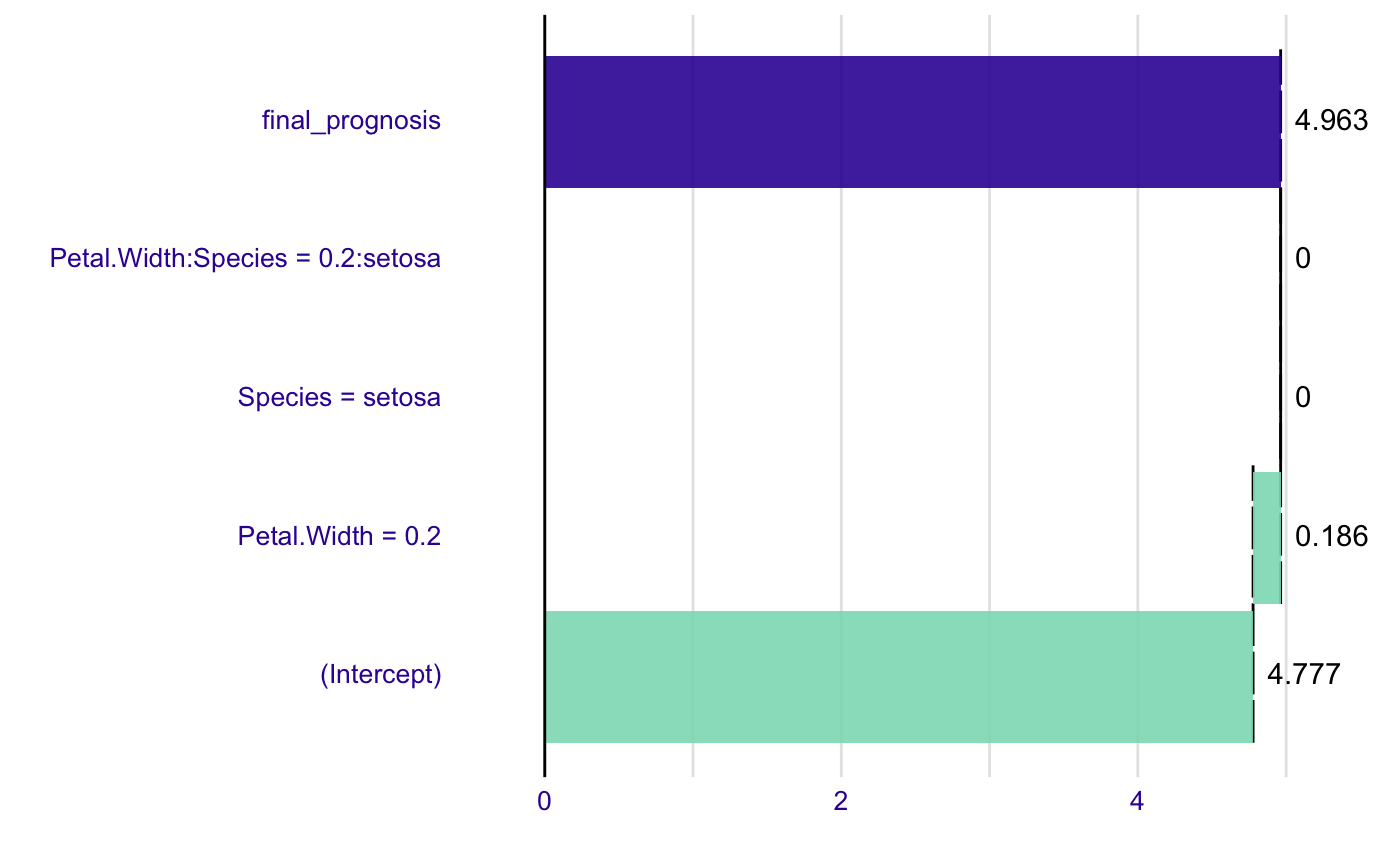 final_prognosis 4.963
Petal.Width:Species = 0.2:setosa 0
Species = setosa 0
Petal.Width = 0.2 0.186
(Intercept) 4.777
0 2 4